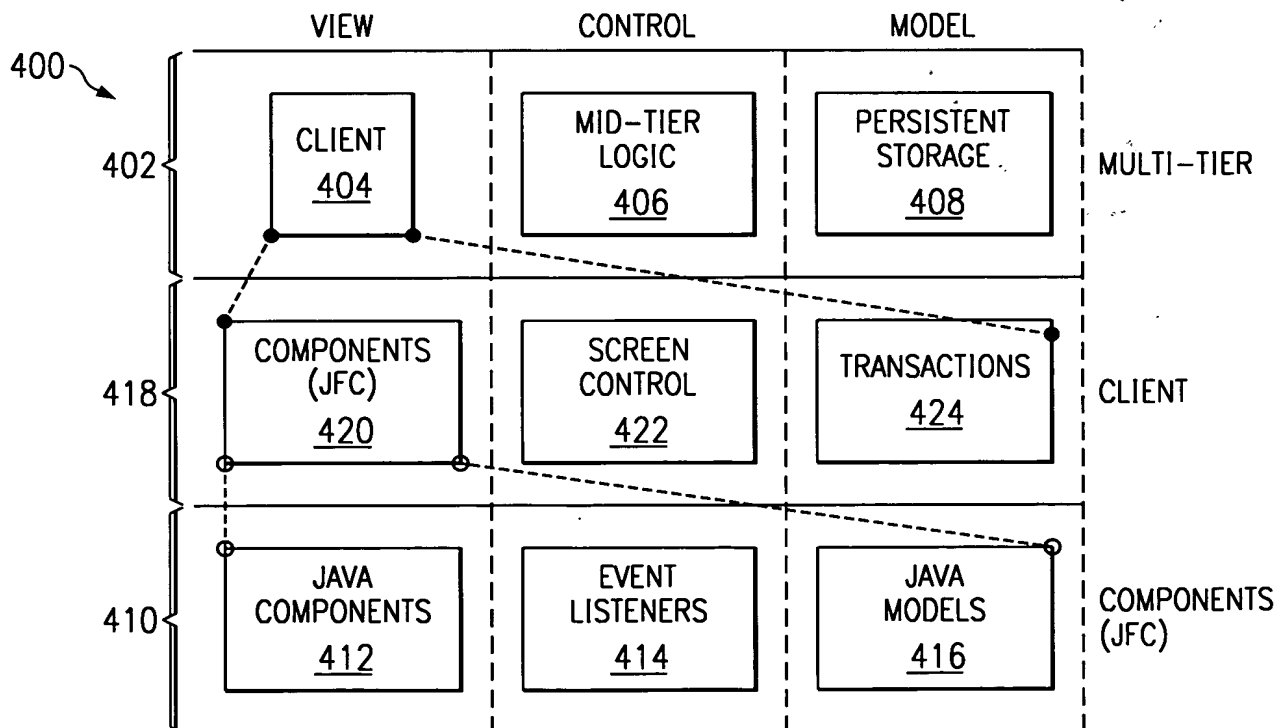 VIEW CONTROL MODEL
400
402
CLIENT
404
MID-TIER
LOGIC
406
PERSISTENT
STORAGE
408
MULTI-TIER
418
COMPONENTS
(JFC)
420
SCREEN
CONTROL
422
TRANSACTIONS
424
CLIENT
410
JAVA
COMPONENTS
412
EVENT
LISTENERS
414
JAVA
MODELS
416
COMPONENTS
(JFC)